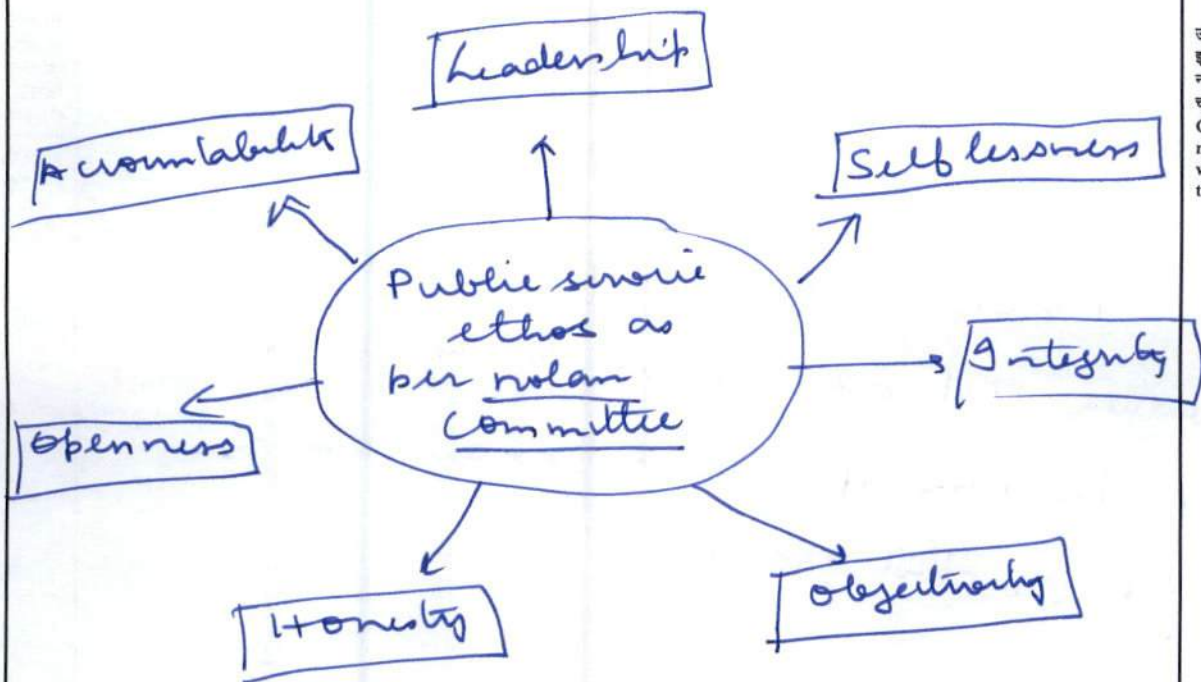 Leadership
Accountability
Selflessness
Public service
ethos as
per nolan
committee
Integrity
Openness
Honesty
Objectivity